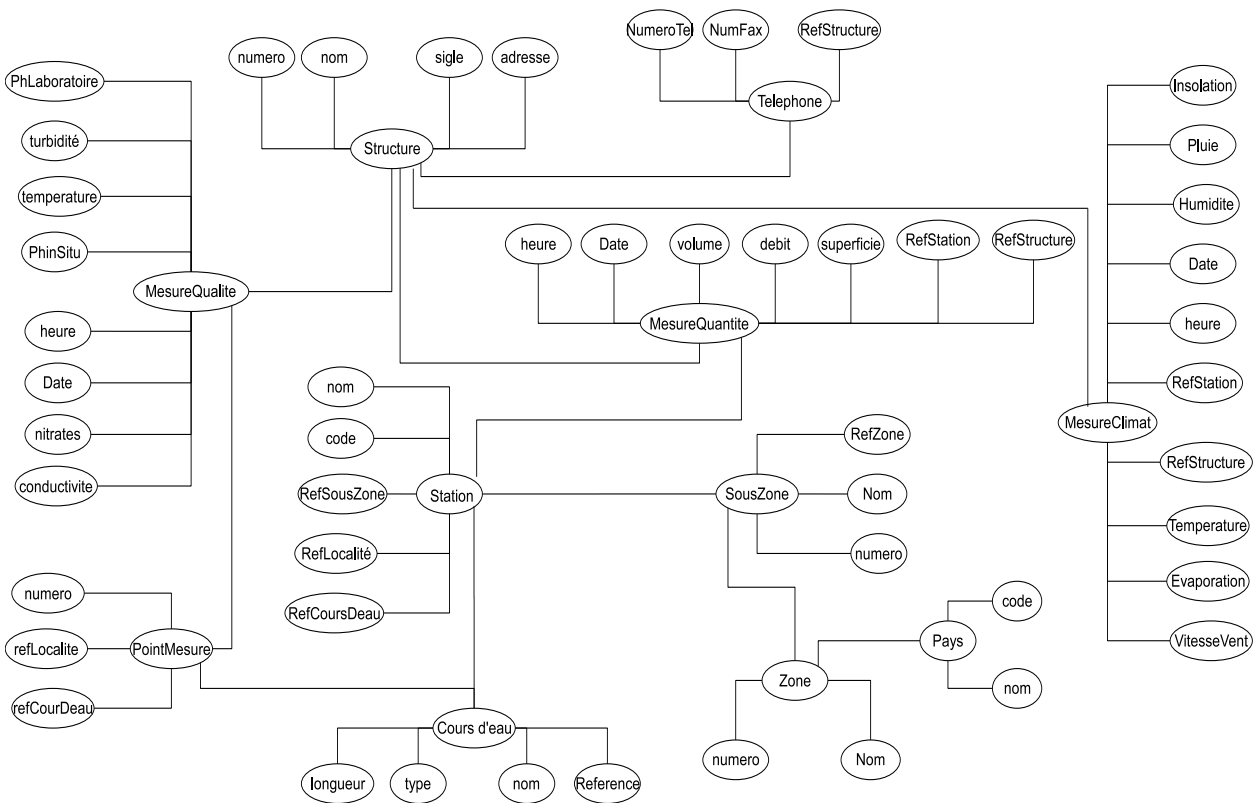 NumeroTel
NumFax
RefStructure
numero
nom
sigle
adresse
PhLaboratoire
Telephone
Insolation
turbidité
Structure
Pluie
temperature
Humidite
heure
Date
volume
debit
superficie
RefStation
RefStructure
PhinSitu
Date
MesureQualite
heure
MesureQuantite
heure
Date
nom
RefStation
MesureClimat
nitrates
code
RefZone
RefStructure
conductivite
RefSousZone
Station
SousZone
Nom
Temperature
RefLocalité
numero
Evaporation
numero
RefCoursDeau
code
refLocalite
PointMesure
Pays
VitesseVent
Zone
nom
refCourDeau
Cours d'eau
numero
Nom
longueur
type
nom
Reference